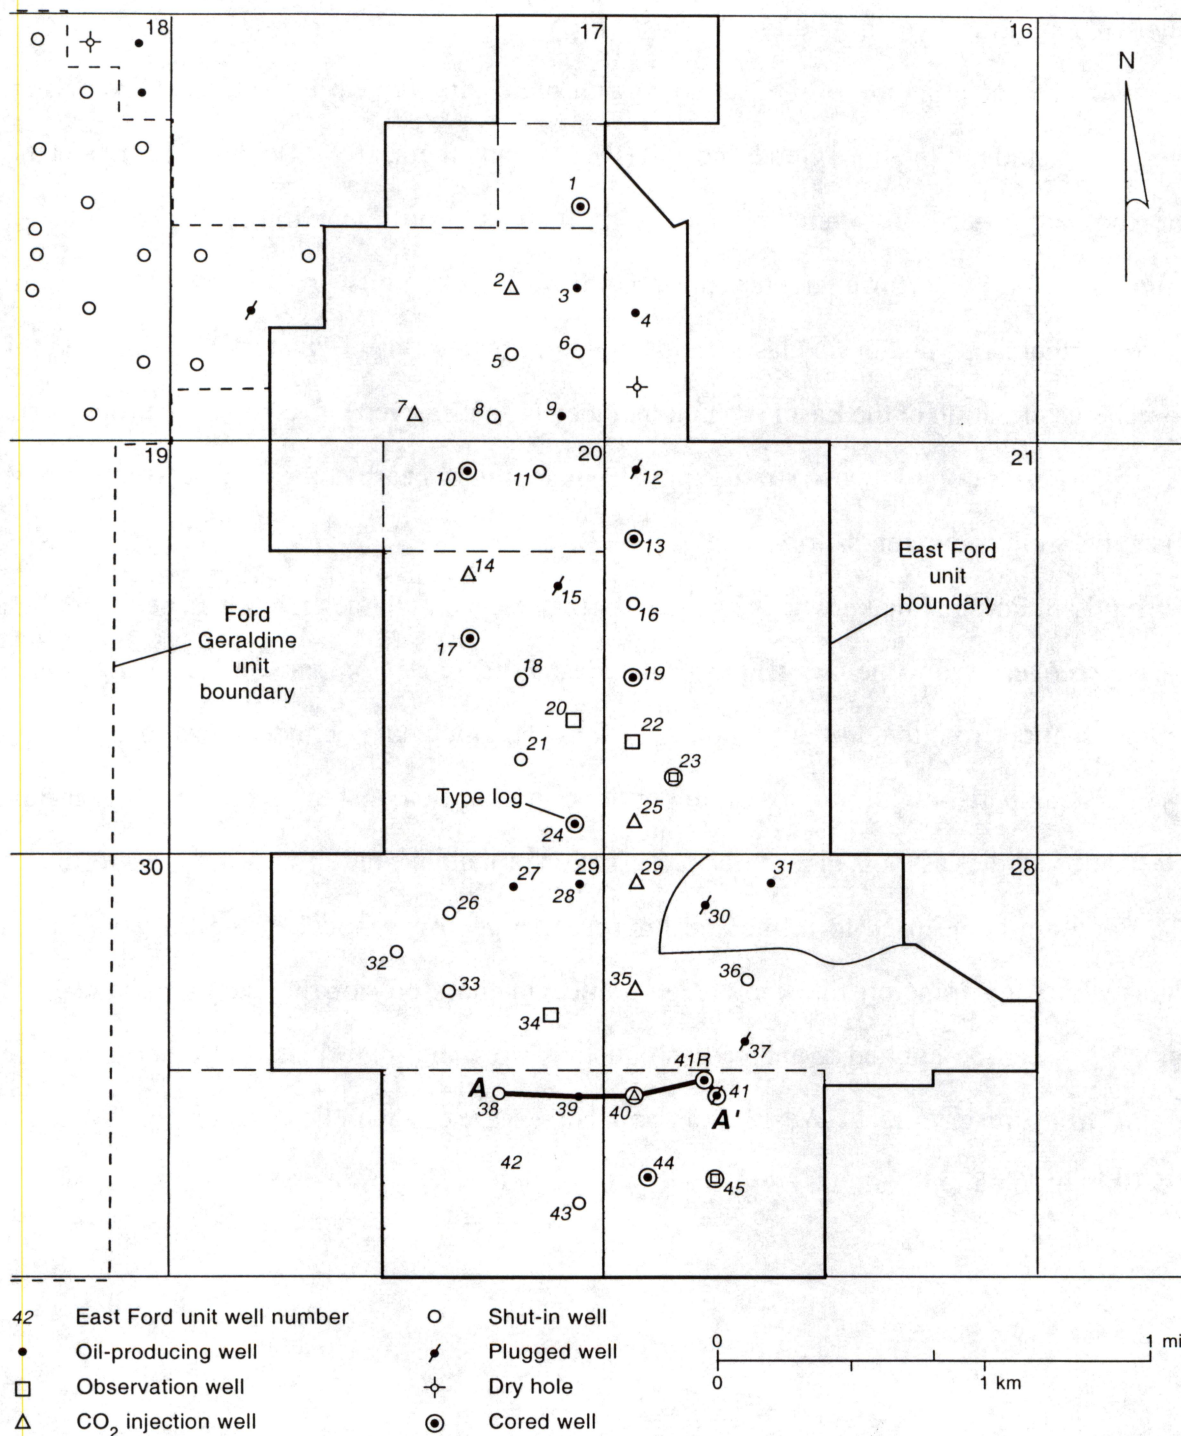 18
17
16
N
1
2
3
4
5
6
7
8
9
19
20
21
10
11
12
13
East Ford
unit
boundary
14
15
16
Ford
Geraldine
unit
boundary
17
18
19
20
22
21
23
Type log
24
25
30
29
28
27
28
29
31
26
30
32
33
35
36
34
37
41R
A
38
39
40
41
A'
42
44
43
45
42 East Ford unit well number
Oil-producing well
Observation well
CO2 injection well
Shut-in well
Plugged well
Dry hole
Cored well
0 1 mi
0 1 km